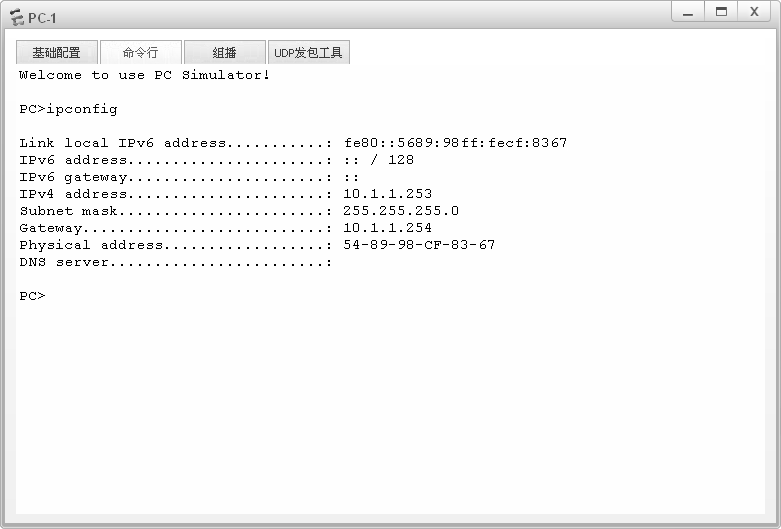 PC-1
基础配置 命令行 组播 UDP发包工具
Welcome to use PC Simulator!
PC>ipconfig
Link local IPv6 address...........: fe80::5689:98ff:fecf:8367
IPv6 address......................: :: / 128
IPv6 gateway......................: ::
IPv4 address......................: 10.1.1.253
Subnet mask.......................: 255.255.255.0
Gateway...........................: 10.1.1.254
Physical address..................: 54-89-98-CF-83-67
DNS server........................:
PC>